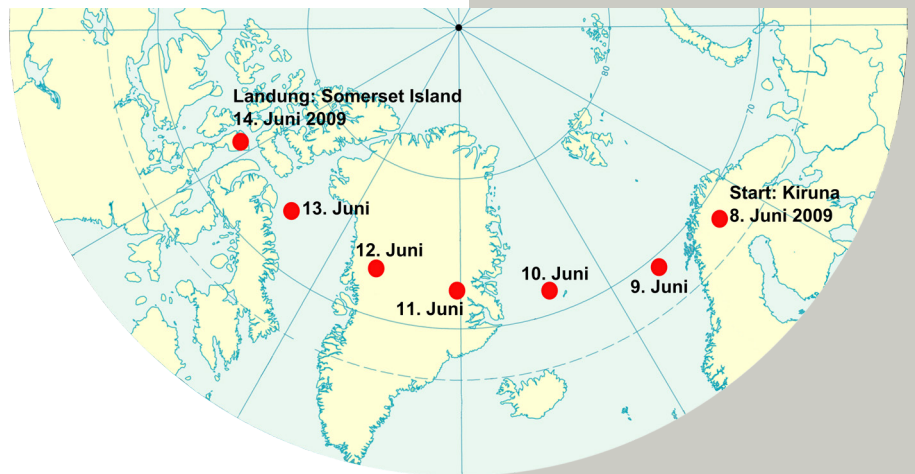 80
70
Landung: Somerset Island
14. Juni 2009
Start: Kiruna
8. Juni 2009
13. Juni
12. Juni
10. Juni
9. Juni
11. Juni